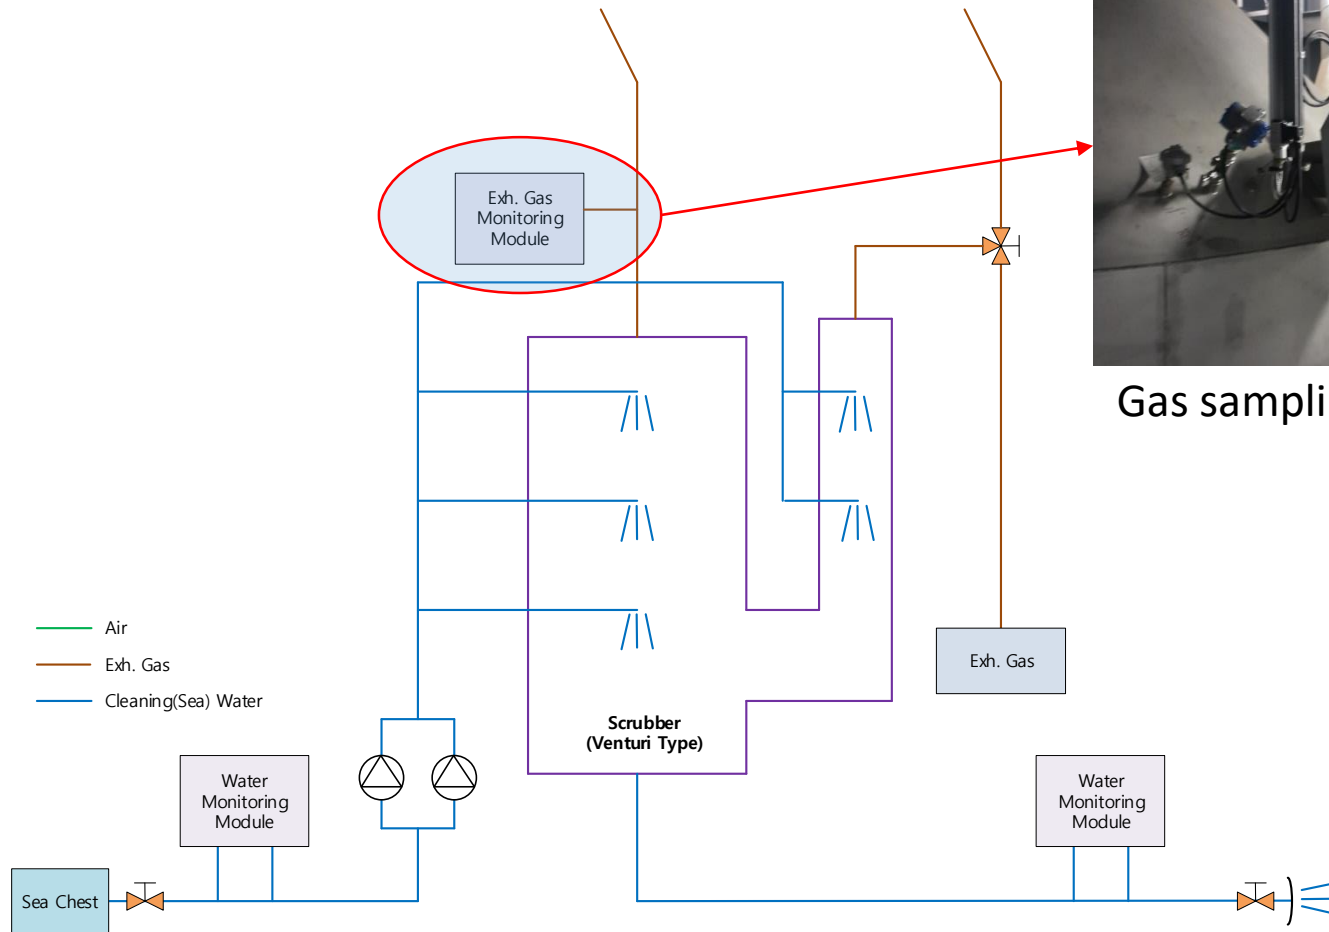 Exh. Gas
Monitoring
Module
Gas sampli
Air
Exh. Gas
Cleaning(Sea) Water
Exh. Gas
Scrubber
(Venturi Type)
Water
Monitoring
Module
Water
Monitoring
Module
Sea Chest